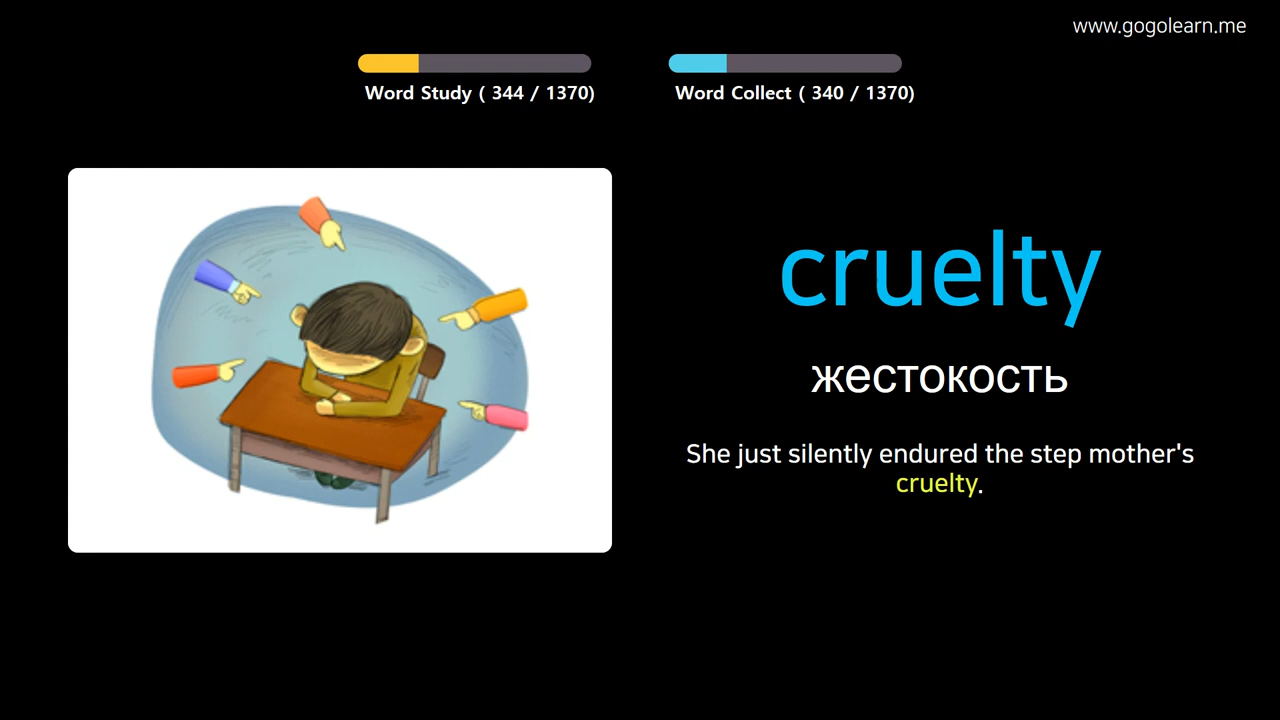 www.gogolearn.me
Word Study ( 344 / 1370)
Word Collect ( 340 / 1370)
cruelty
жестокость
She just silently endured the step mother's
cruelty.